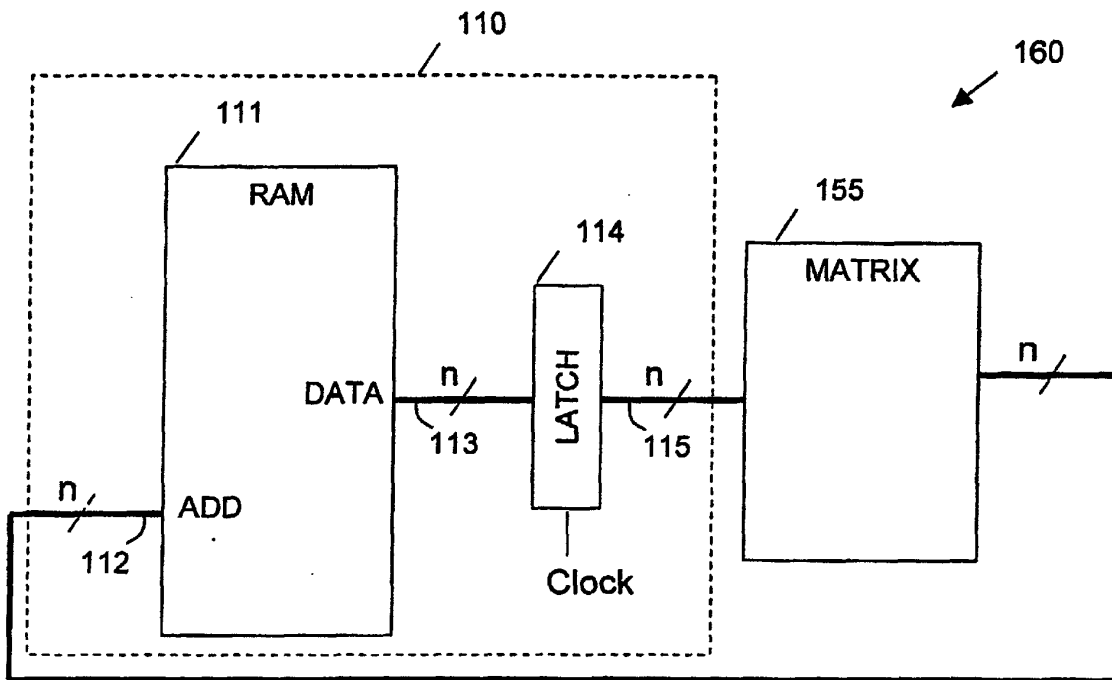 110
160
111
RAM
155
MATRIX
114
LATCH
n
DATA
113
n
115
n
n
ADD
112
Clock